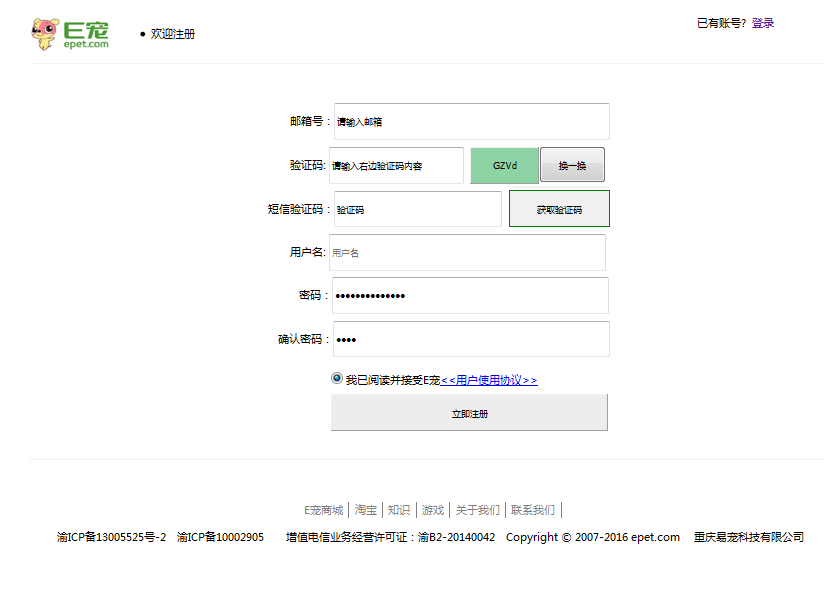 E宠
epet.com
● 欢迎注册
已有账号? 登录
邮箱号： 请输入邮箱
验证码: 请输入右边验证码内容 GZVd 换一换
短信验证码： 验证码 获取验证码
用户名: 用户名
密码： ••••••••••••••
确认密码： ••••
我已阅读并接受E宠<<用户使用协议>>
立即注册
E宠商城 淘宝 知识 游戏 关于我们 联系我们
渝ICP备13005525号-2 渝ICP备10002905 增值电信业务经营许可证：渝B2-20140042 Copyright © 2007-2016 epet.com 重庆易宠科技有限公司